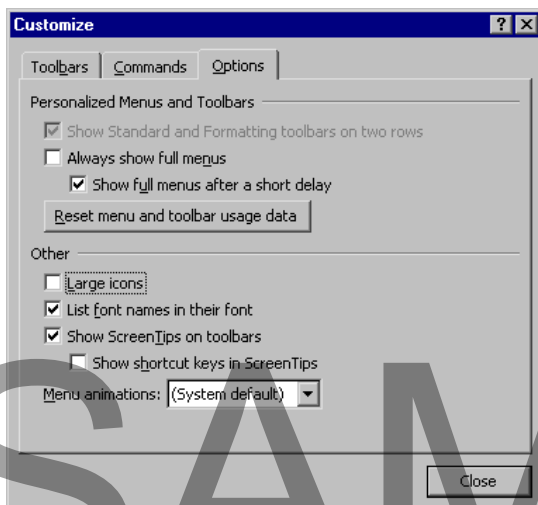 Customize
Toolbars Commands Options
Personalized Menus and Toolbars
Show Standard and Formatting toolbars on two rows
Always show full menus
Show full menus after a short delay
Reset menu and toolbar usage data
Other
Large icons
List font names in their font
Show ScreenTips on toolbars
Show shortcut keys in ScreenTips
Menu animations: (System default)
Close
SAM